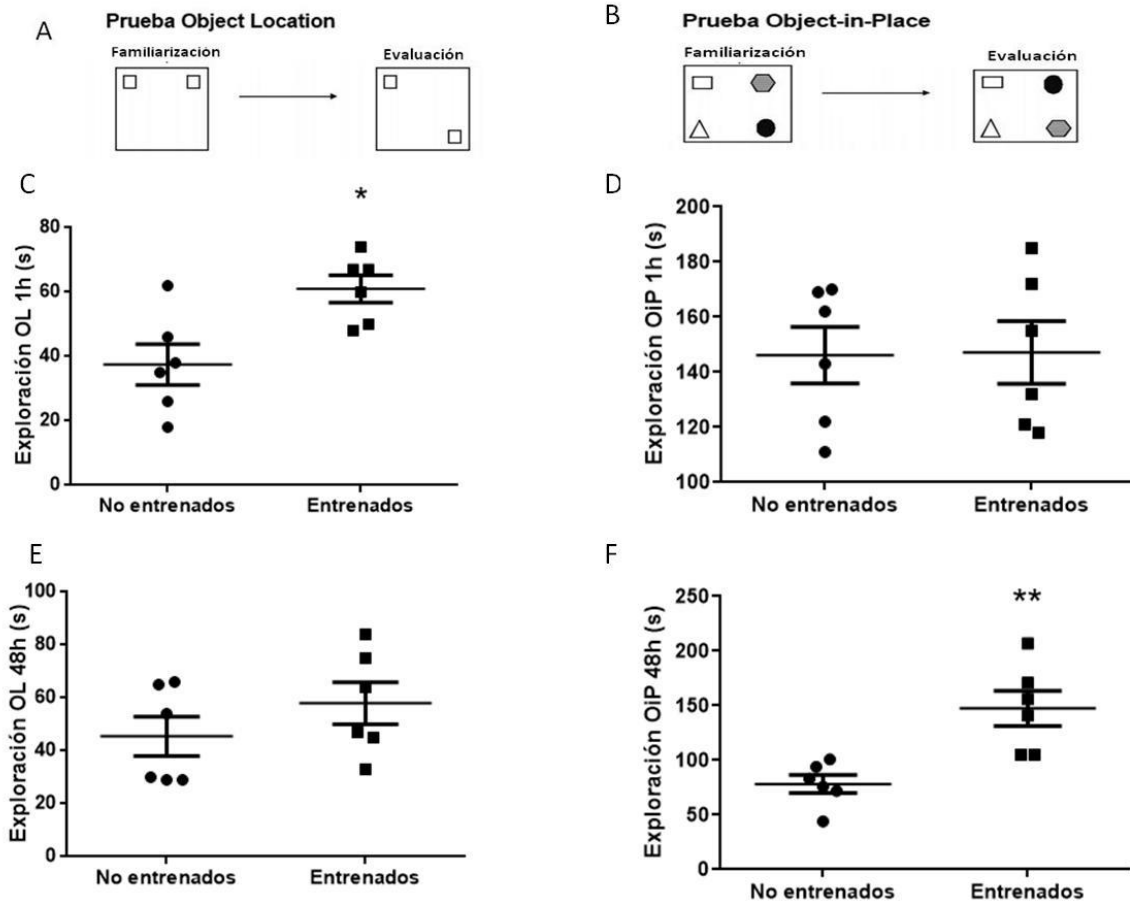 A
Prueba Object Location
Familiarización
Evaluación
B
Prueba Object-in-Place
Familiarización
Evaluación
C
*
Exploración OL 1h (s)
80
60
40
20
0
No entrenados
Entrenados
D
Exploración OiP 1h (s)
200
180
160
140
120
100
No entrenados
Entrenados
E
Exploración OL 48h (s)
100
80
60
40
20
0
No entrenados
Entrenados
F
**
Exploración OiP 48h (s)
250
200
150
100
50
0
No entrenados
Entrenados